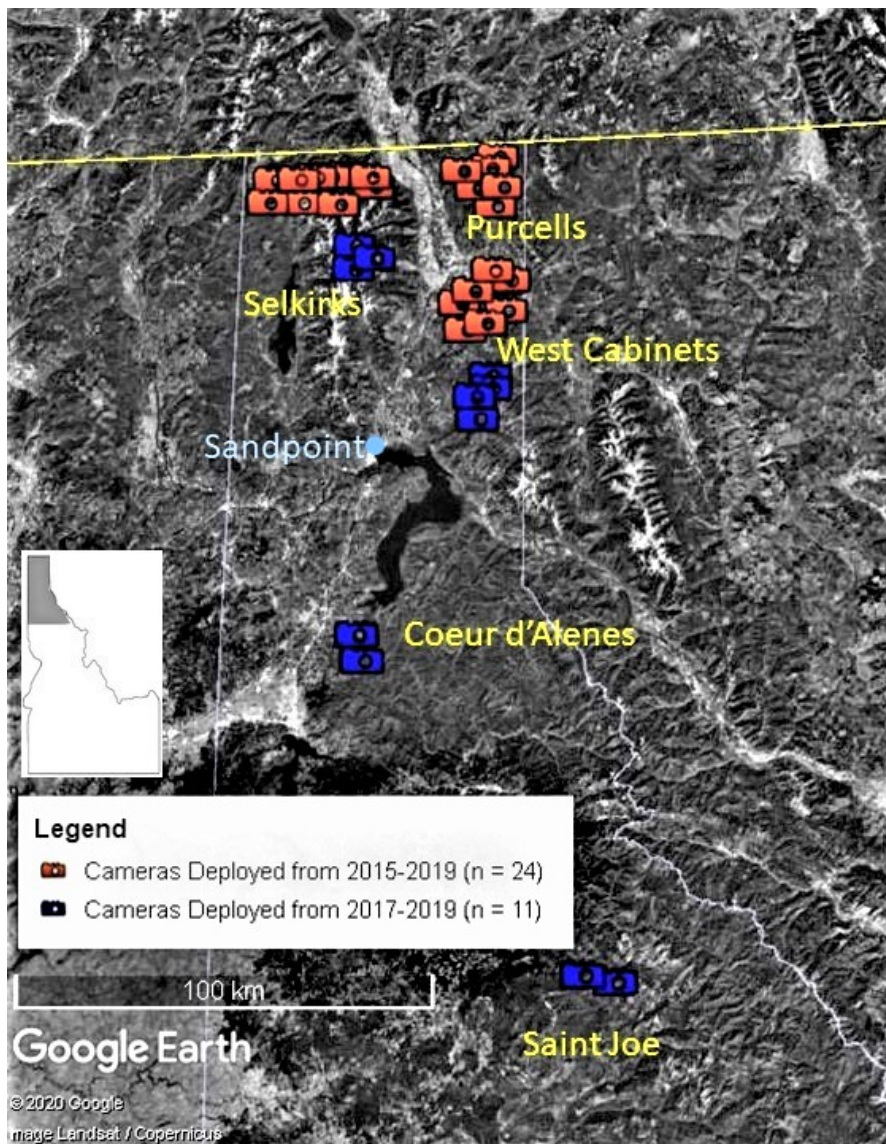 Purcells
Selkirks
West Cabinets
Sandpoint
Coeur d'Alenes
Legend
Cameras Deployed from 2015-2019 (n = 24)
Cameras Deployed from 2017-2019 (n = 11)
100 km
Saint Joe
Google Earth
© 2020 Google
mage Landsat / Copernicus